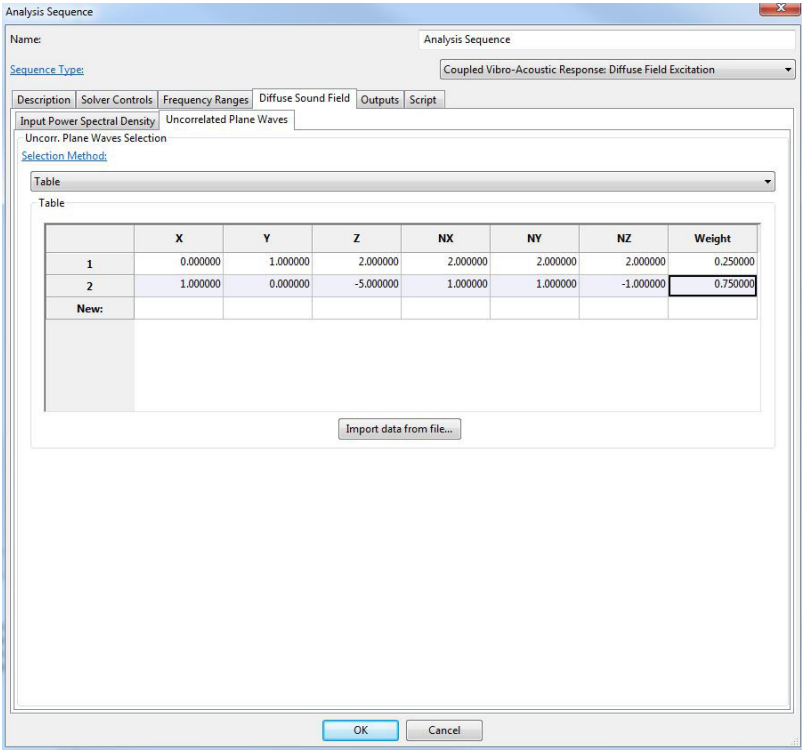 Analysis Sequence
Name: Analysis Sequence
Sequence Type: Coupled Vibro-Acoustic Response: Diffuse Field Excitation
Description Solver Controls Frequency Ranges Diffuse Sound Field Outputs Script
Input Power Spectral Density Uncorrelated Plane Waves
Uncorr. Plane Waves Selection
Selection Method:
Table
Table
X Y Z NX NY NZ Weight
1 0.000000 1.000000 2.000000 2.000000 2.000000 2.000000 0.250000
2 1.000000 0.000000 -5.000000 1.000000 1.000000 -1.000000 0.750000
New:
Import data from file...
OK Cancel